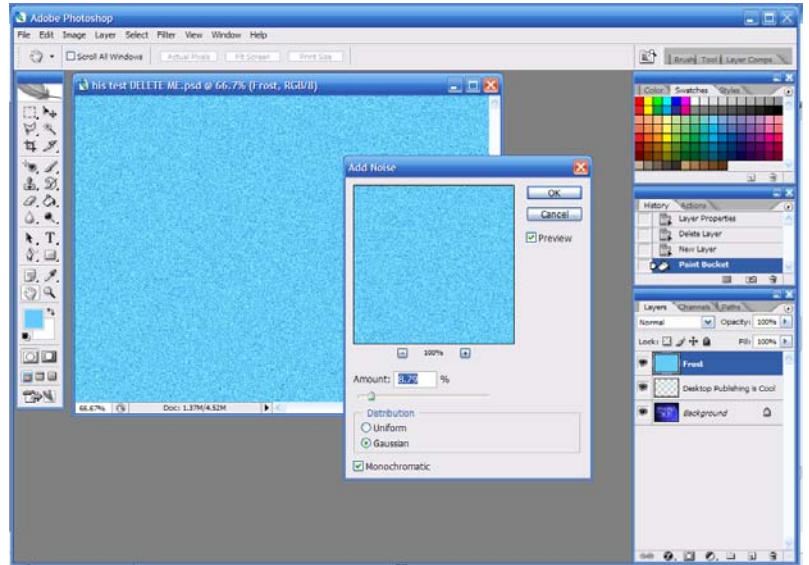 Adobe Photoshop
File Edit Image Layer Select Filter View Window Help
Scroll All Windows Actual Pixels Fit Screen Print Size
Brushes Tool Layer Comps
his test DELETE ME.psd @ 66.7% (Frost, RGB/8)
Color Swatches Styles
Add Noise
OK
Cancel
Preview
100%
Amount: 8.79 %
Distribution
Uniform
Gaussian
Monochromatic
66.67% Doc: 1.37M/4.52M
History Actions
Layer Properties
Delete Layer
New Layer
Paint Bucket
Layers Channels Paths
Normal Opacity: 100%
Lock: Fill: 100%
Frost
Desktop Publishing is Cool
Background